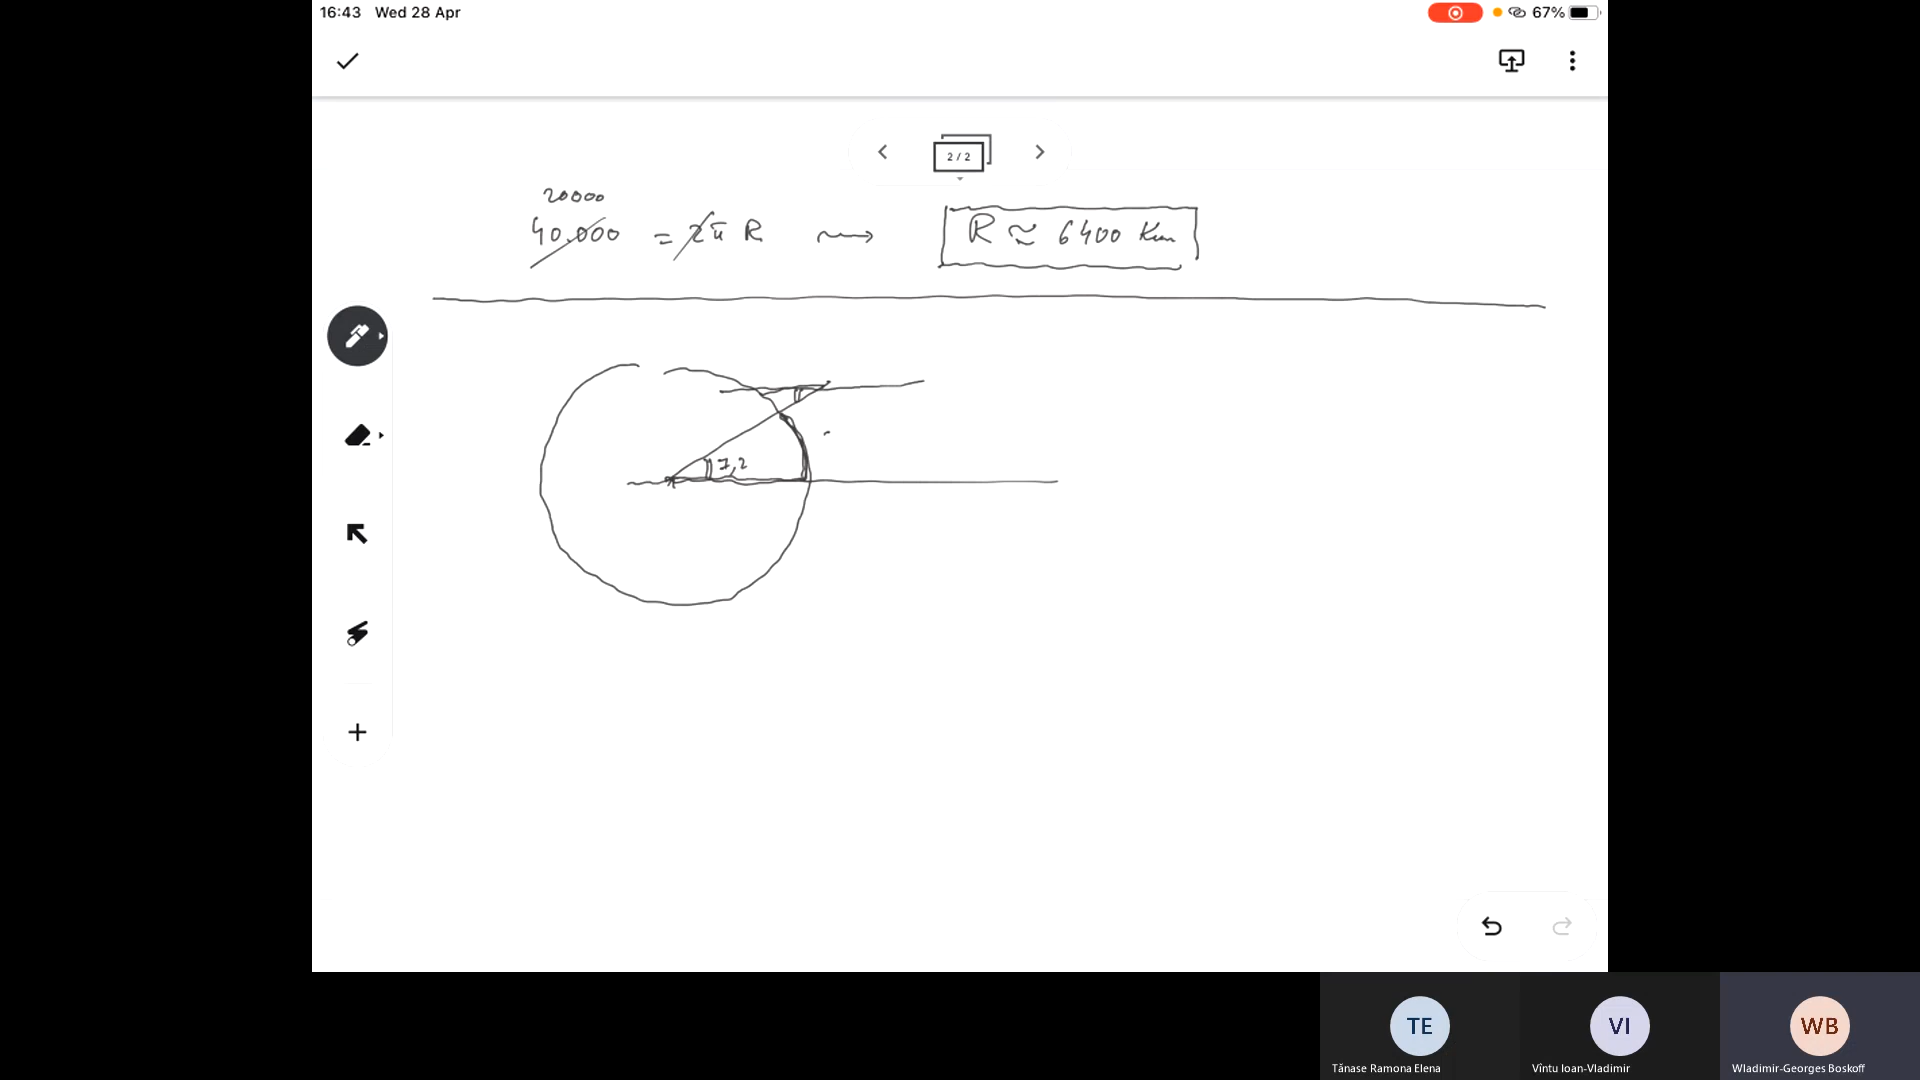 16:43 Wed 28 Apr
67%
2 / 2
20000
40.000 = 2π R ⟿ R ≈ 6400 Km
7,2
TE
VI
WB
Tănase Ramona Elena
Vîntu Ioan-Vladimir
Wladimir-Georges Boskoff